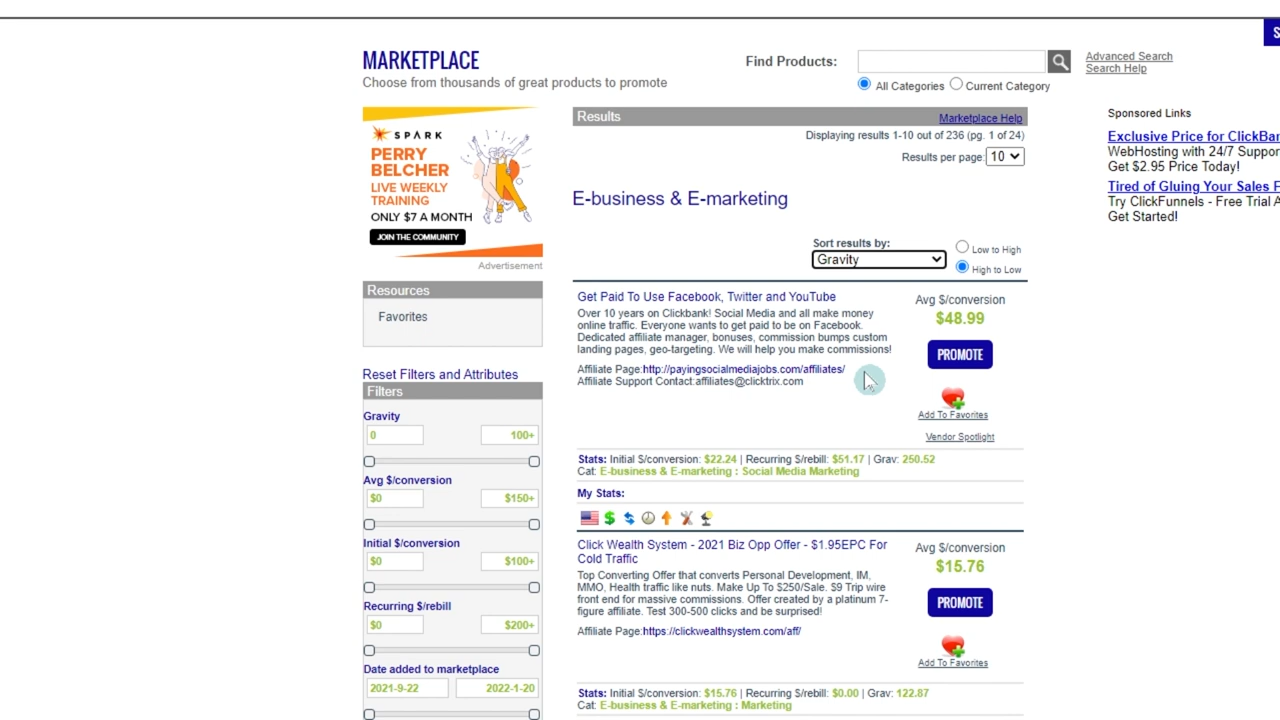 S
MARKETPLACE
Choose from thousands of great products to promote
Find Products:
All Categories Current Category
Advanced Search
Search Help
SPARK
PERRY
BELCHER
LIVE WEEKLY
TRAINING
ONLY $7 A MONTH
JOIN THE COMMUNITY
Advertisement
Resources
Favorites
Reset Filters and Attributes
Filters
Gravity
0 100+
Avg $/conversion
$0 $150+
Initial $/conversion
$0 $100+
Recurring $/rebill
$0 $200+
Date added to marketplace
2021-9-22 2022-1-20
Results Marketplace Help
Displaying results 1-10 out of 236 (pg. 1 of 24)
Results per page: 10
E-business & E-marketing
Sort results by:
Gravity
Low to High
High to Low
Get Paid To Use Facebook, Twitter and YouTube
Over 10 years on Clickbank! Social Media and all make money
online traffic. Everyone wants to get paid to be on Facebook.
Dedicated affiliate manager, bonuses, commission bumps custom
landing pages, geo-targeting. We will help you make commissions!
Affiliate Page:http://payingsocialmediajobs.com/affiliates/
Affiliate Support Contact:affiliates@clicktrix.com
Avg $/conversion
$48.99
PROMOTE
Add To Favorites
Vendor Spotlight
Stats: Initial $/conversion: $22.24 | Recurring $/rebill: $51.17 | Grav: 250.52
Cat: E-business & E-marketing : Social Media Marketing
My Stats:
Click Wealth System - 2021 Biz Opp Offer - $1.95EPC For
Cold Traffic
Top Converting Offer that converts Personal Development, IM,
MMO, Health traffic like nuts. Make Up To $250/Sale. $9 Trip wire
front end for massive commissions. Offer created by a platinum 7-
figure affiliate. Test 300-500 clicks and be surprised!
Affiliate Page:https://clickwealthsystem.com/aff/
Avg $/conversion
$15.76
PROMOTE
Add To Favorites
Stats: Initial $/conversion: $15.76 | Recurring $/rebill: $0.00 | Grav: 122.87
Cat: E-business & E-marketing : Marketing
Sponsored Links
Exclusive Price for ClickBan
WebHosting with 24/7 Suppor
Get $2.95 Price Today!
Tired of Gluing Your Sales F
Try ClickFunnels - Free Trial A
Get Started!